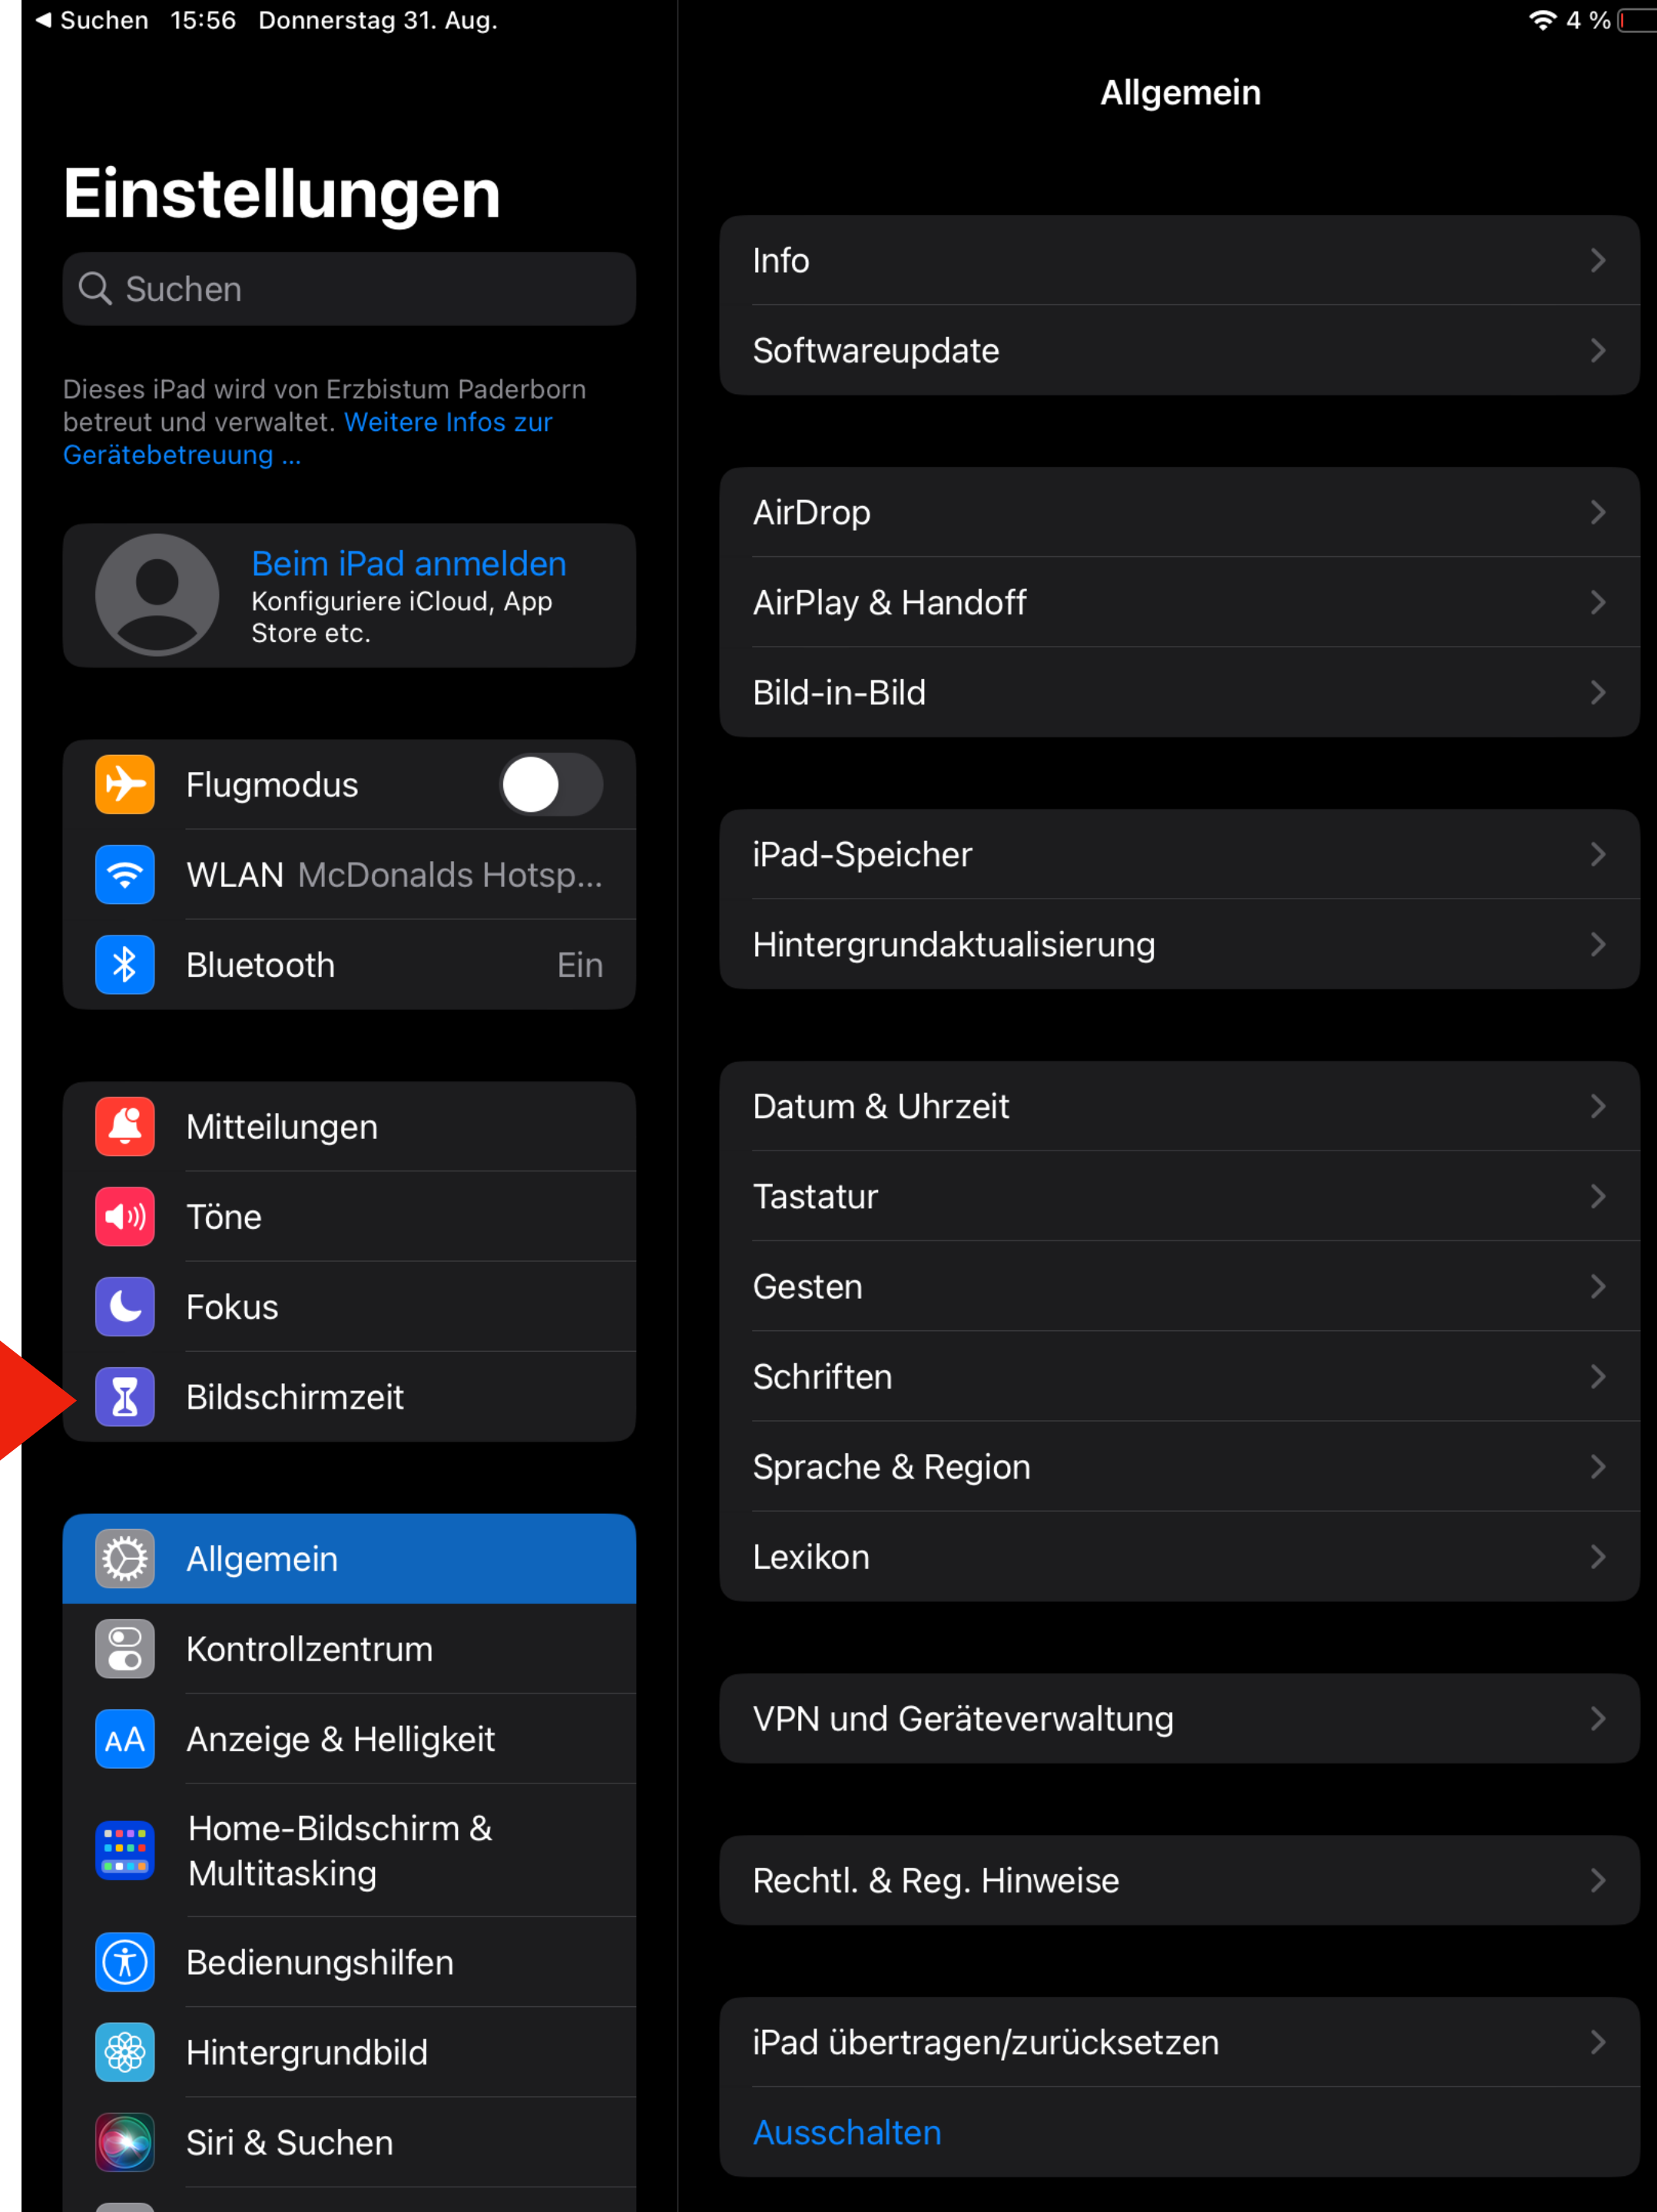 ◀ Suchen 15:56 Donnerstag 31. Aug.
4 %
Einstellungen
Suchen
Dieses iPad wird von Erzbistum Paderborn
betreut und verwaltet. Weitere Infos zur
Gerätebetreuung ...
Beim iPad anmelden
Konfiguriere iCloud, App
Store etc.
Flugmodus
WLAN McDonalds Hotsp...
Bluetooth Ein
Mitteilungen
Töne
Fokus
Bildschirmzeit
Allgemein
Kontrollzentrum
AA Anzeige & Helligkeit
Home-Bildschirm &
Multitasking
Bedienungshilfen
Hintergrundbild
Siri & Suchen
Allgemein
Info
Softwareupdate
AirDrop
AirPlay & Handoff
Bild-in-Bild
iPad-Speicher
Hintergrundaktualisierung
Datum & Uhrzeit
Tastatur
Gesten
Schriften
Sprache & Region
Lexikon
VPN und Geräteverwaltung
Rechtl. & Reg. Hinweise
iPad übertragen/zurücksetzen
Ausschalten